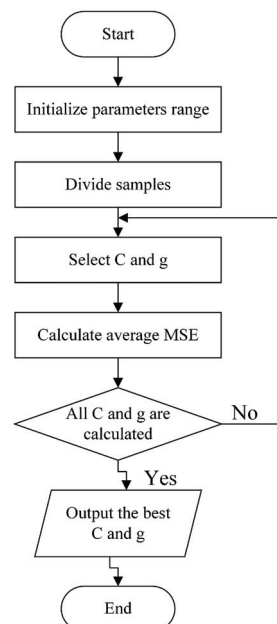 Start
Initialize parameters range
Divide samples
Select C and g
Calculate average MSE
All C and g are
calculated
No
Yes
Output the best
C and g
End